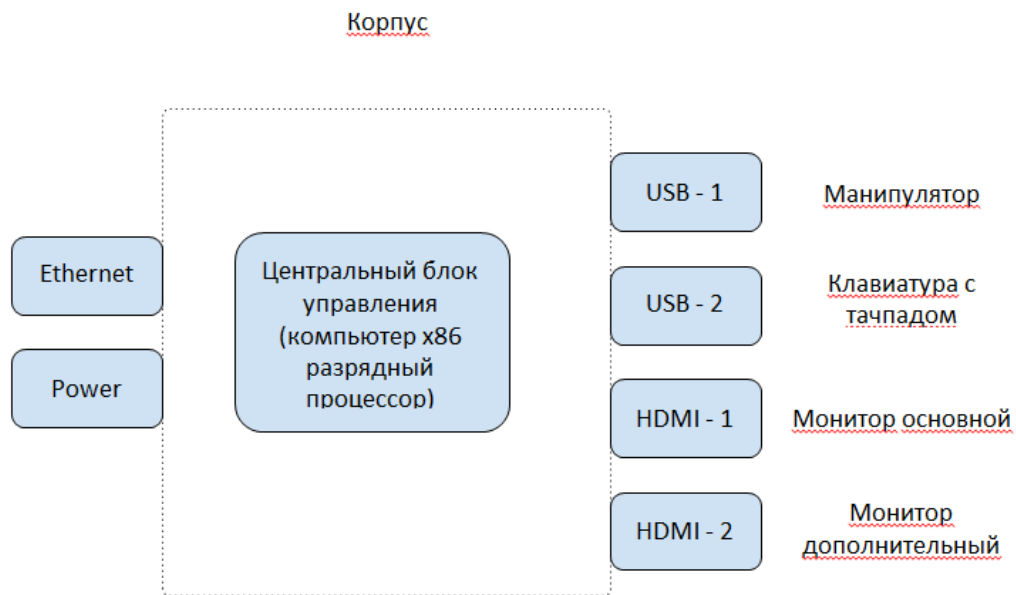 Корпус
Ethernet
Power
Центральный блок
управления
(компьютер x86
разрядный
процессор)
USB - 1
Манипулятор
USB - 2
Клавиатура с
тачпадом
HDMI - 1
Монитор основной
HDMI - 2
Монитор
дополнительный